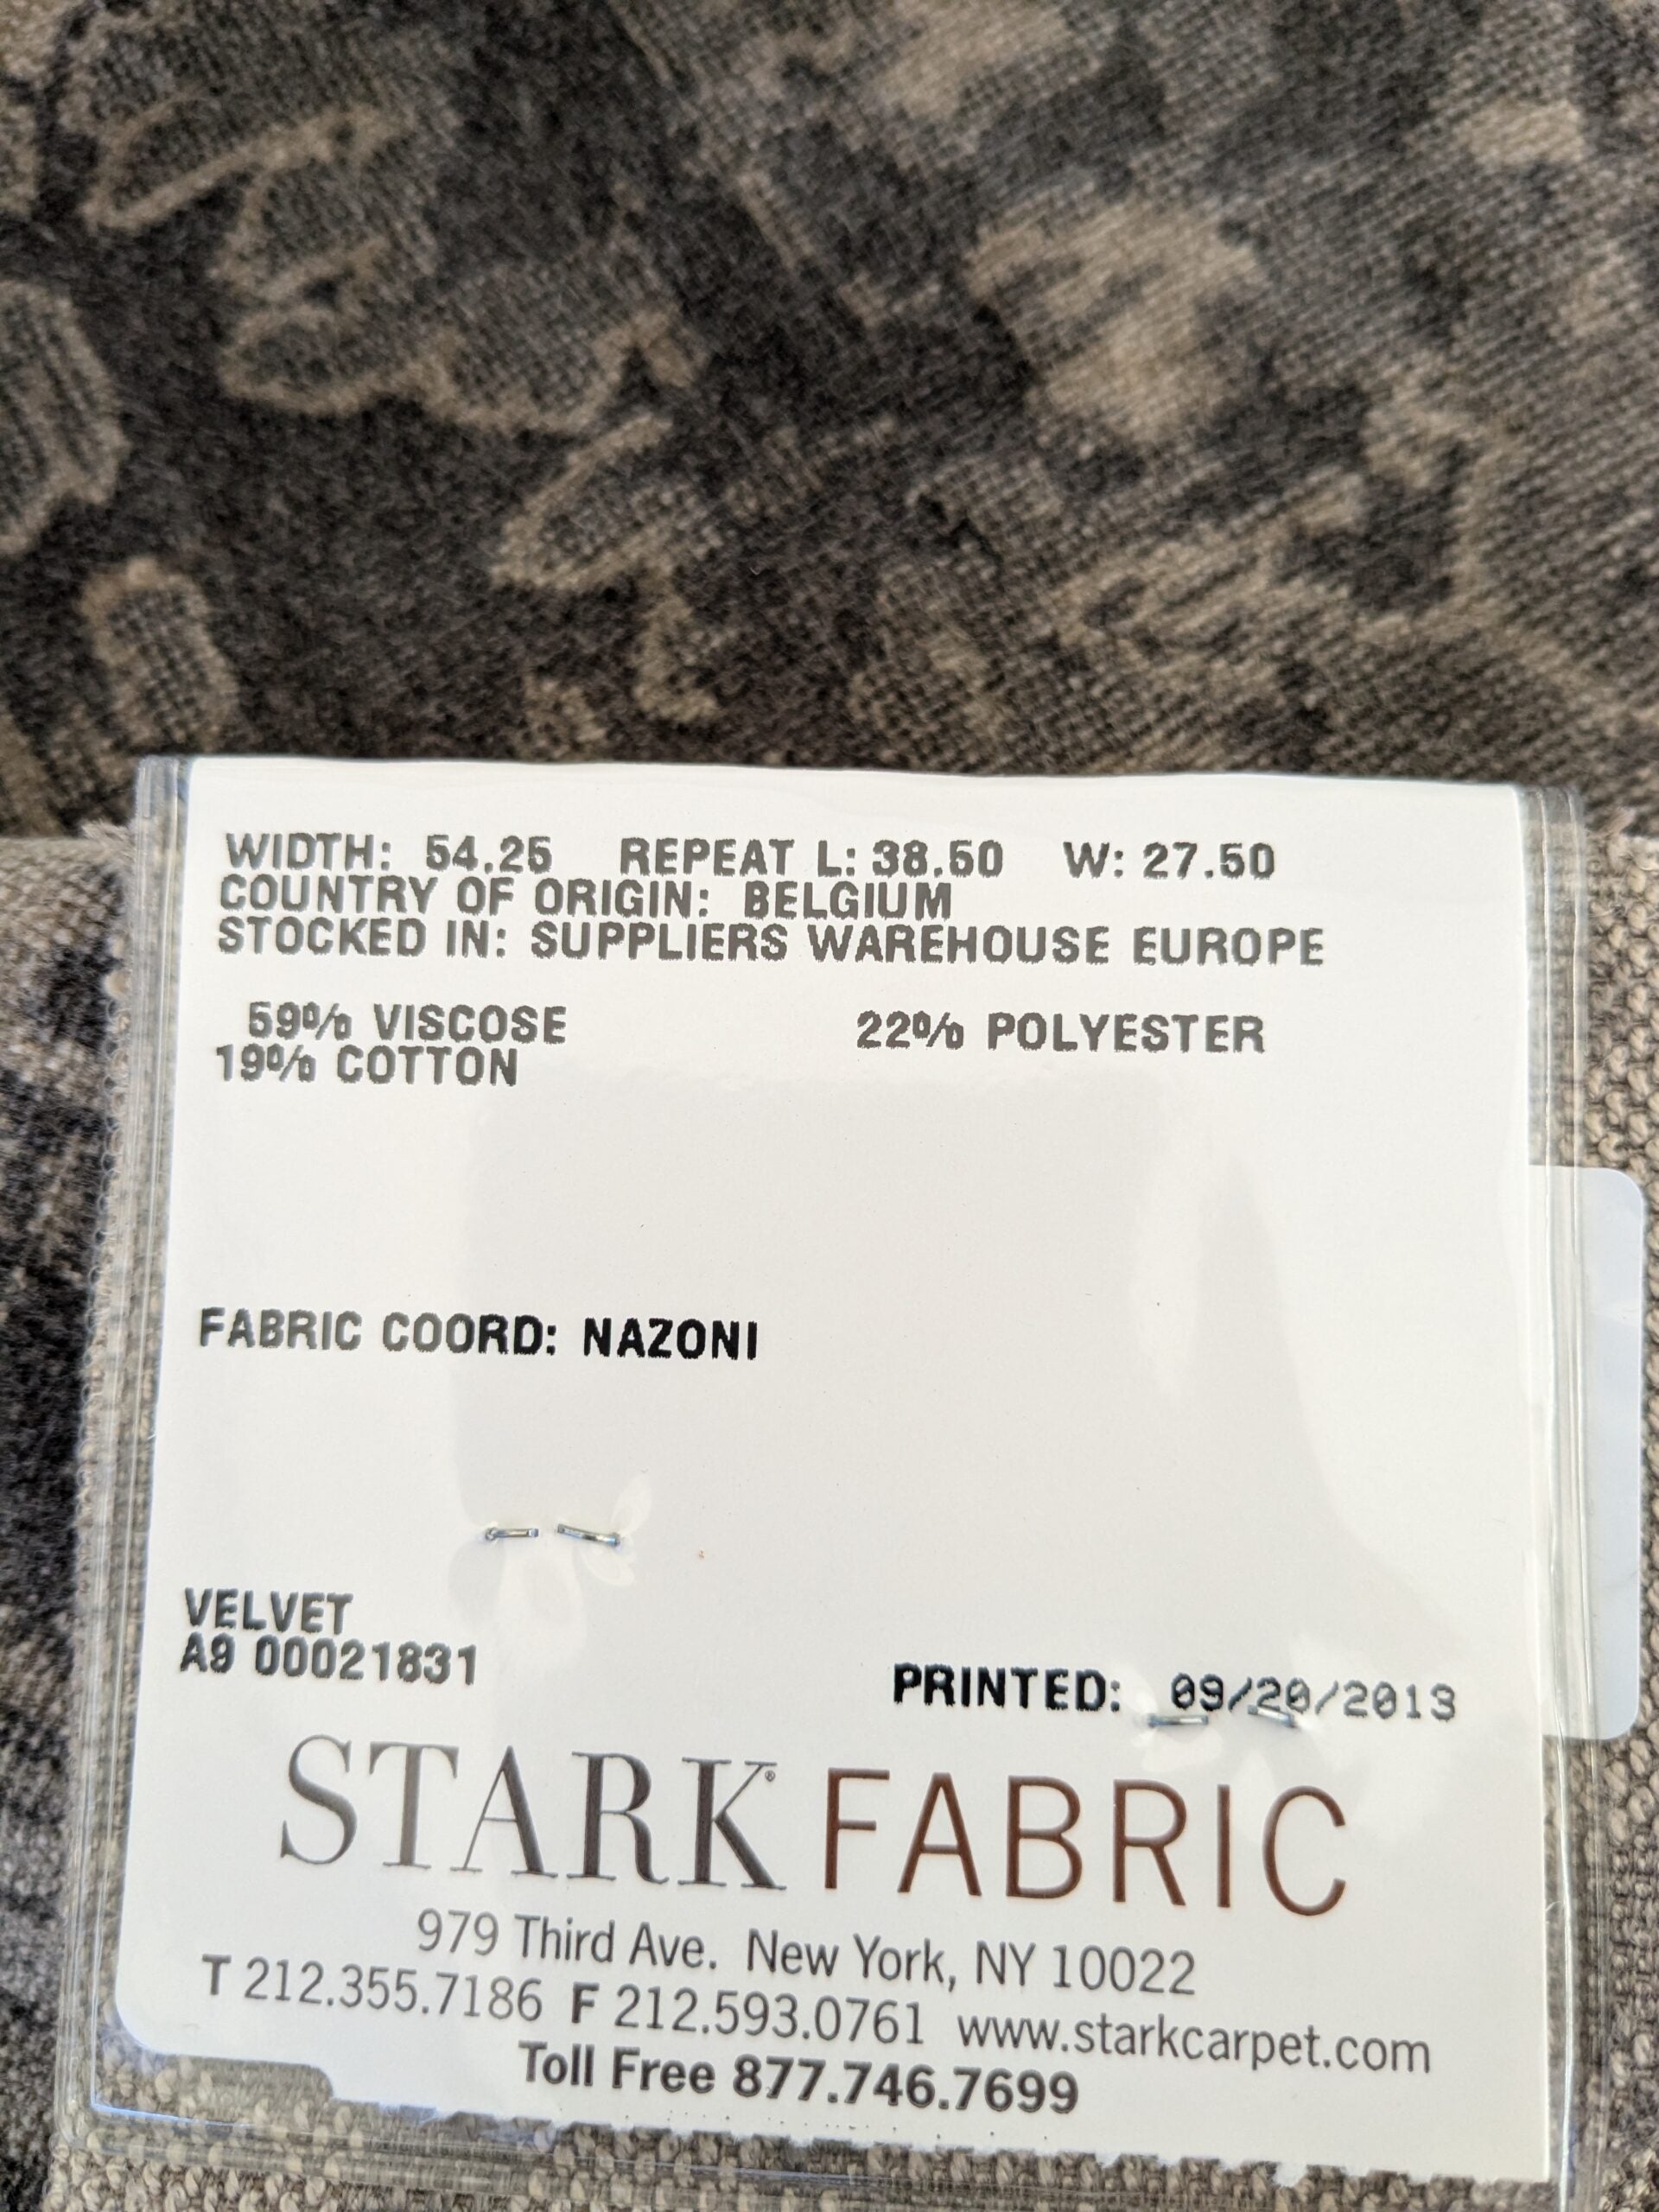 WIDTH: 54.25 REPEAT L: 38.50 W: 27.50
COUNTRY OF ORIGIN: BELGIUM
STOCKED IN: SUPPLIERS WAREHOUSE EUROPE
59% VISCOSE 22% POLYESTER
19% COTTON
FABRIC COORD: NAZONI
VELVET
A9 00021831
PRINTED: 09/20/2013
STARK® FABRIC
979 Third Ave. New York, NY 10022
T 212.355.7186 F 212.593.0761 www.starkcarpet.com
Toll Free 877.746.7699